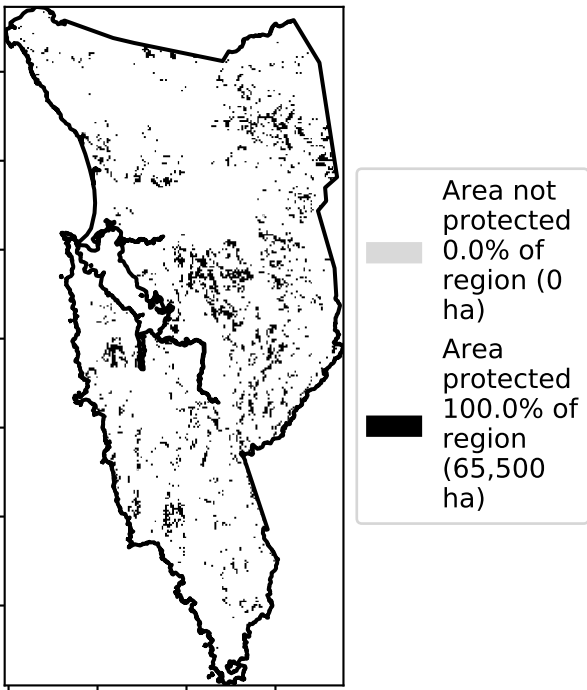 Area not
protected
0.0% of
region (0
ha)
Area
protected
100.0% of
region
(65,500
ha)